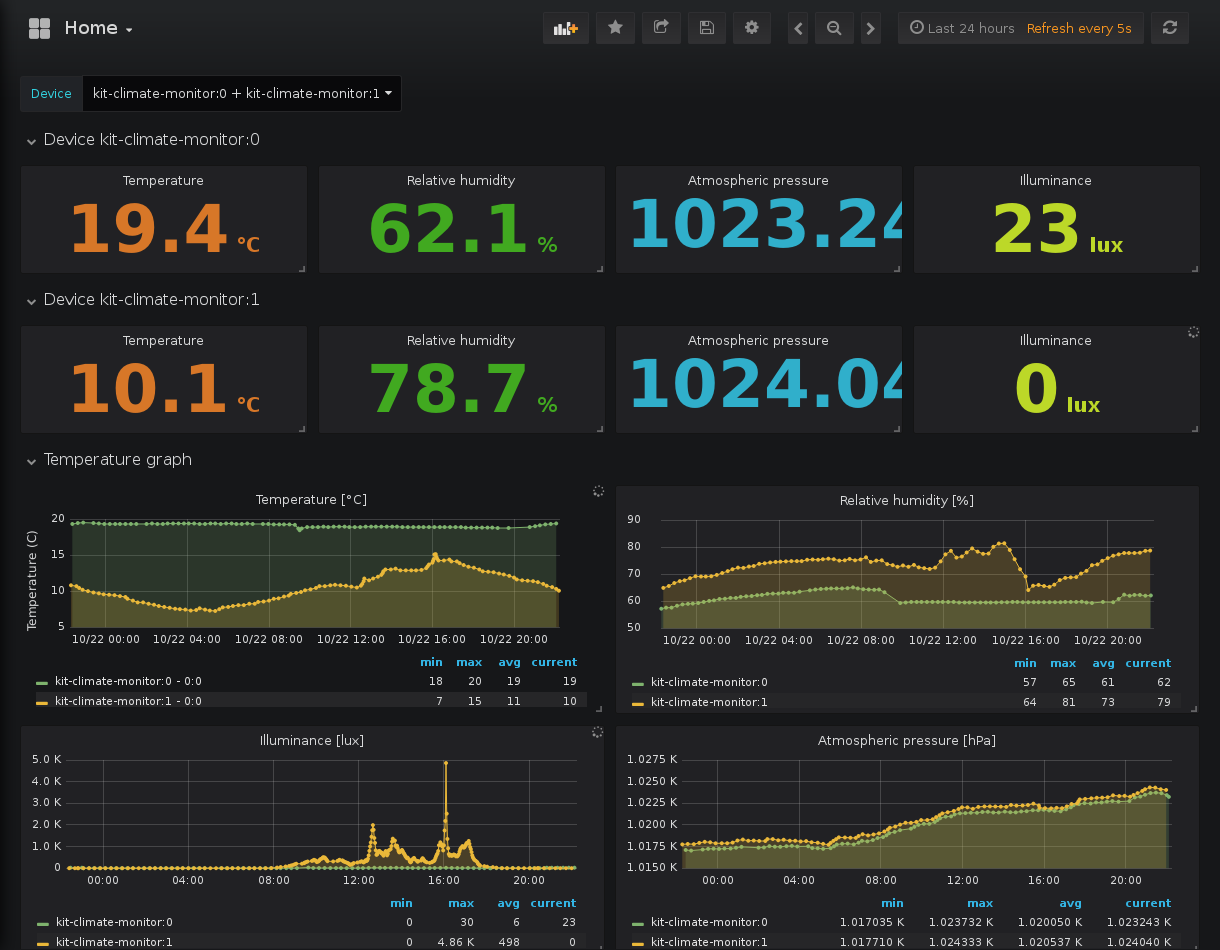 Home
Last 24 hours Refresh every 5s
Device kit-climate-monitor:0 + kit-climate-monitor:1
Device kit-climate-monitor:0
Temperature Relative humidity Atmospheric pressure Illuminance
19.4 °C 62.1 % 1023.24 23 lux
Device kit-climate-monitor:1
Temperature Relative humidity Atmospheric pressure Illuminance
10.1 °C 78.7 % 1024.04 0 lux
Temperature graph
Temperature [°C]
Temperature (C)
20
15
10
5
10/22 00:00 10/22 04:00 10/22 08:00 10/22 12:00 10/22 16:00 10/22 20:00
min max avg current
kit-climate-monitor:0 - 0:0 18 20 19 19
kit-climate-monitor:1 - 0:0 7 15 11 10
Relative humidity [%]
90
80
70
60
50
10/22 00:00 10/22 04:00 10/22 08:00 10/22 12:00 10/22 16:00 10/22 20:00
min max avg current
kit-climate-monitor:0 57 65 61 62
kit-climate-monitor:1 64 81 73 79
Illuminance [lux]
5.0 K
4.0 K
3.0 K
2.0 K
1.0 K
0
00:00 04:00 08:00 12:00 16:00 20:00
min max avg current
kit-climate-monitor:0 0 30 6 23
kit-climate-monitor:1 0 4.86 K 498 0
Atmospheric pressure [hPa]
1.0275 K
1.0250 K
1.0225 K
1.0200 K
1.0175 K
1.0150 K
00:00 04:00 08:00 12:00 16:00 20:00
min max avg current
kit-climate-monitor:0 1.017035 K 1.023732 K 1.020050 K 1.023243 K
kit-climate-monitor:1 1.017710 K 1.024333 K 1.020537 K 1.024040 K